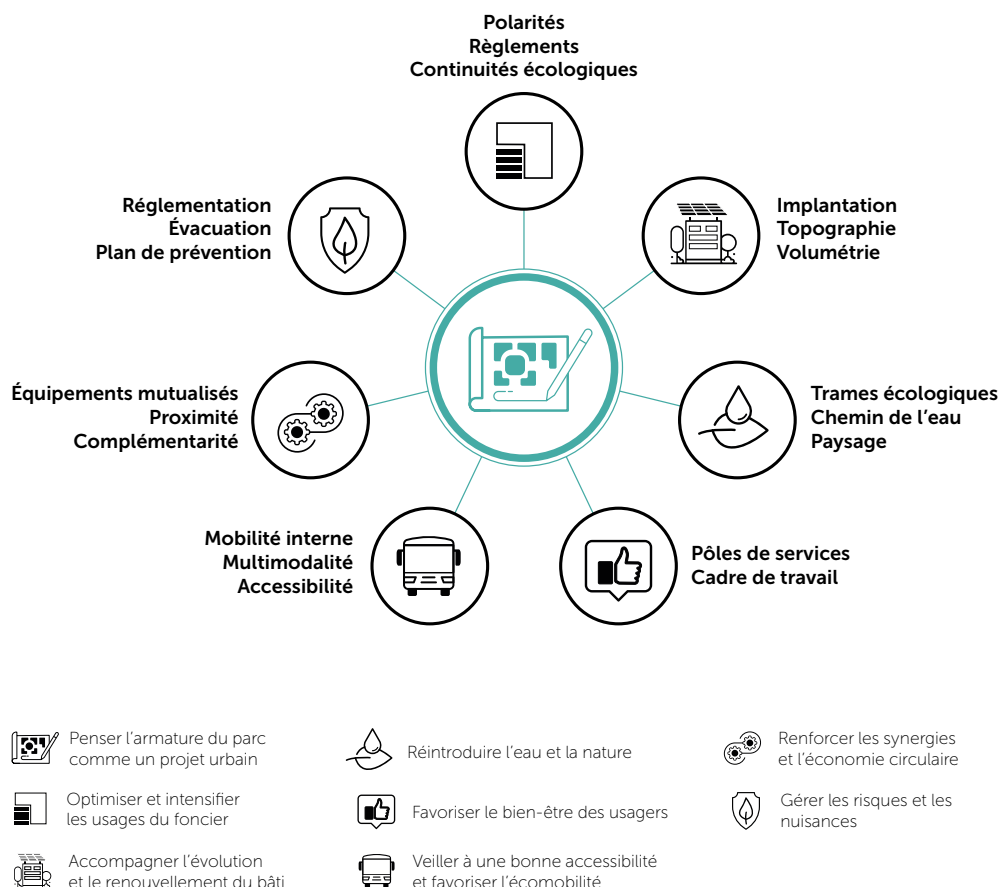 Polarités
Règlements
Continuités écologiques
Réglementation
Évacuation
Plan de prévention
Implantation
Topographie
Volumétrie
Équipements mutualisés
Proximité
Complémentarité
Trames écologiques
Chemin de l'eau
Paysage
Mobilité interne
Multimodalité
Accessibilité
Pôles de services
Cadre de travail
Penser l'armature du parc
comme un projet urbain
Réintroduire l'eau et la nature
Renforcer les synergies
et l'économie circulaire
Optimiser et intensifier
les usages du foncier
Favoriser le bien-être des usagers
Gérer les risques et les
nuisances
Accompagner l'évolution
et le renouvellement du bâti
Veiller à une bonne accessibilité
et favoriser l'écomobilité